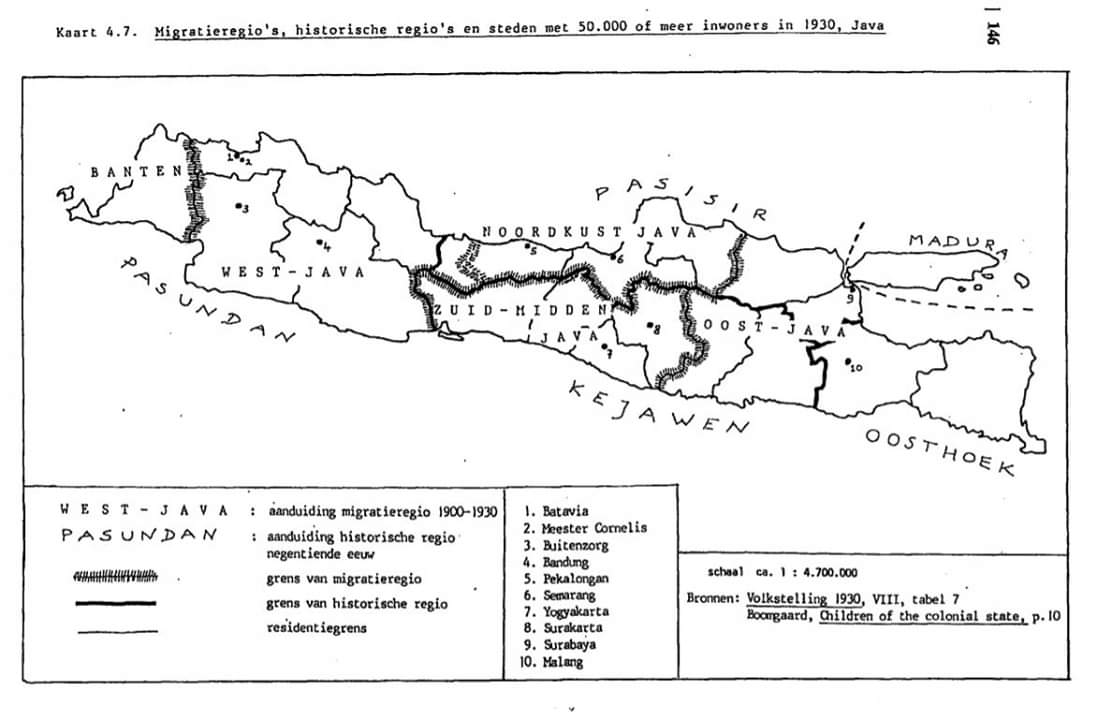 Kaart 4.7. Migratieregio's, historische regio's en steden met 50.000 of meer inwoners in 1930, Java
146
BANTEN
1 2
3
4
WEST-JAVA
PASUNDAN
PASISIR
NOORDKUST JAVA
5
6
MADURA
ZUID-MIDDEN
JAVA
7
8
OOST-JAVA
9
10
KEJAWEN
OOSTHOEK
WEST-JAVA : aanduiding migratieregio 1900-1930
PASUNDAN : aanduiding historische regio
negentiende eeuw
grens van migratieregio
grens van historische regio
residentiegrens
1. Batavia
2. Meester Cornelis
3. Buitenzorg
4. Bandung
5. Pekalongan
6. Semarang
7. Yogyakarta
8. Surakarta
9. Surabaya
10. Malang
schaal ca. 1 : 4.700.000
Bronnen: Volkstelling 1930, VIII, tabel 7
Boomgaard, Children of the colonial state, p.10